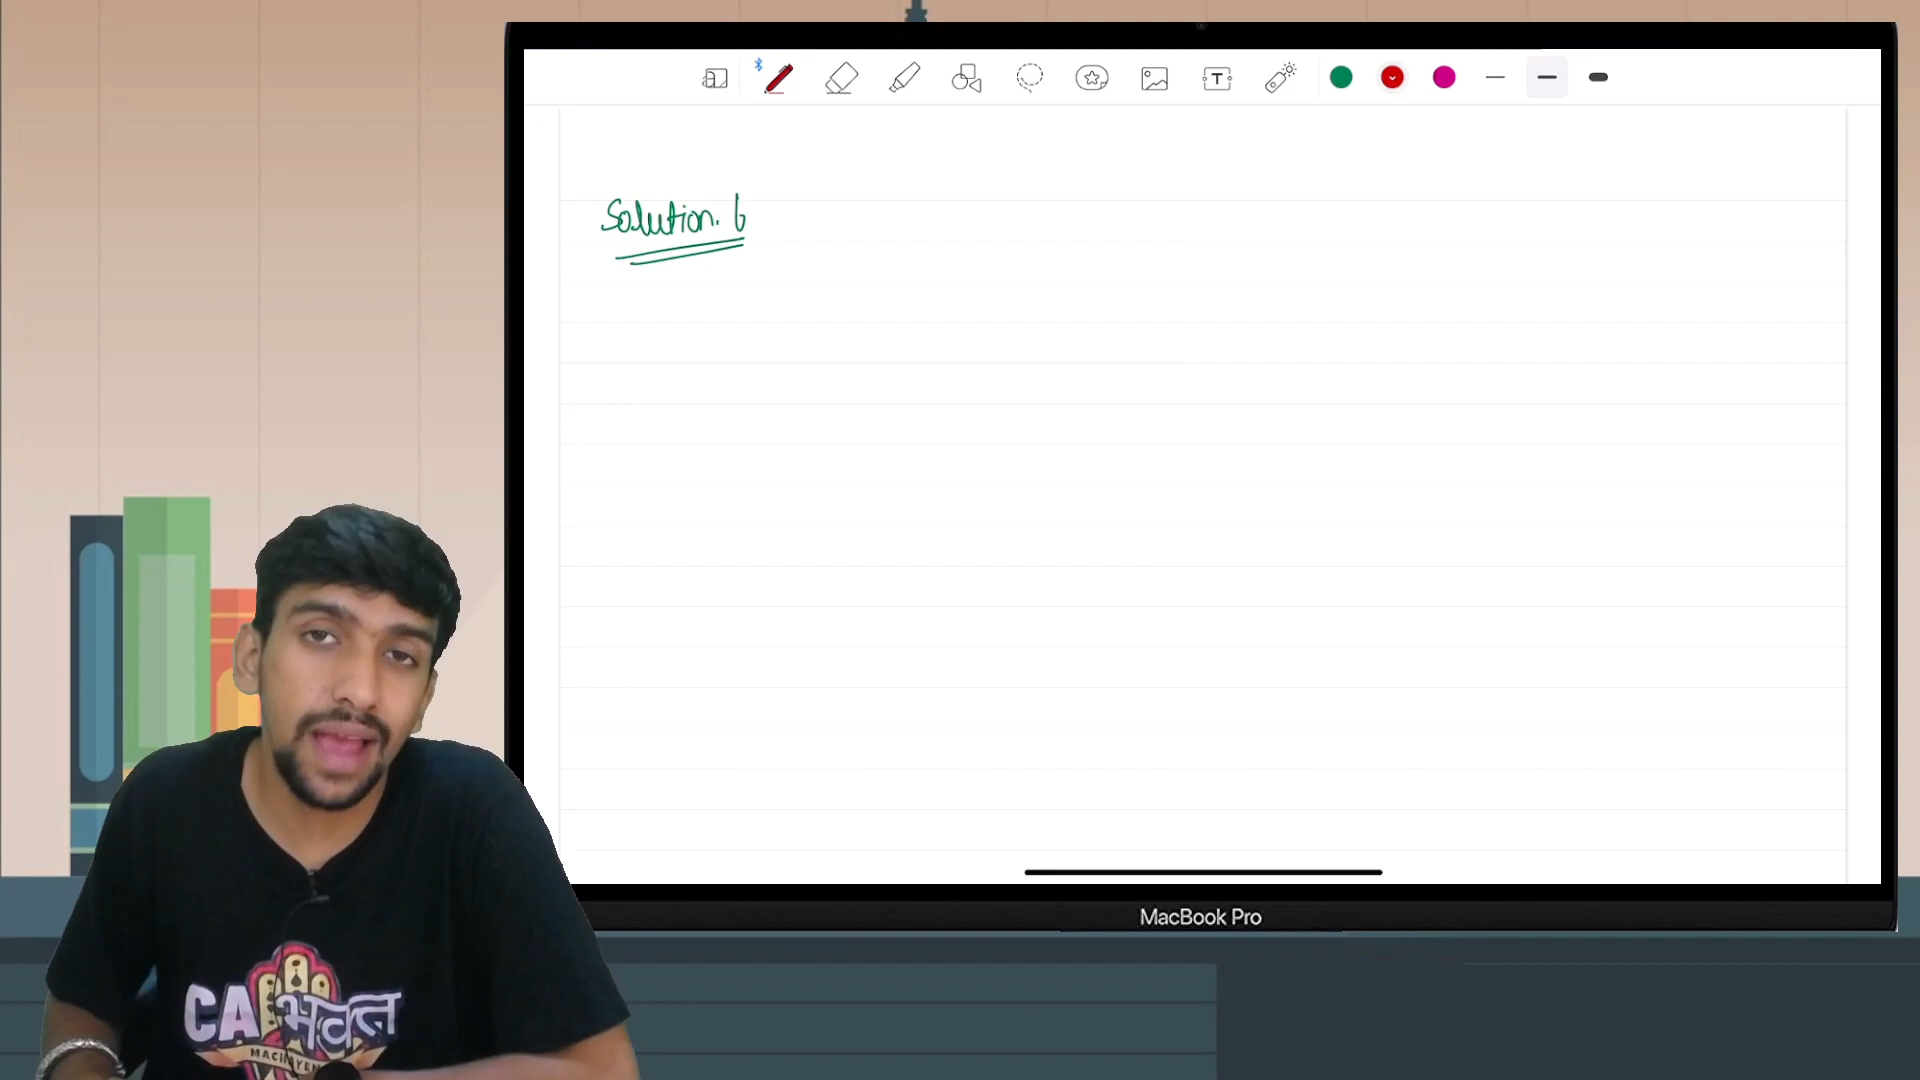 Solution. 6
MacBook Pro
CA भक्त